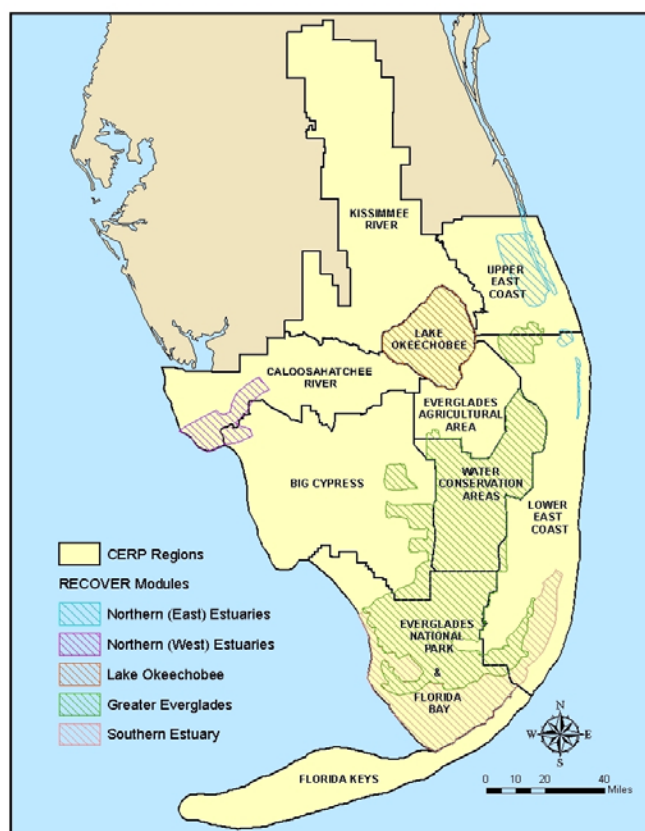 KISSIMMEE
RIVER
UPPER
EAST
COAST
LAKE
OKEECHOBEE
CALOOSAHATCHEE
RIVER
EVERGLADES
AGRICULTURAL
AREA
BIG CYPRESS
WATER
CONSERVATION
AREAS
LOWER
EAST
COAST
EVERGLADES
NATIONAL
PARK
&
FLORIDA
BAY
FLORIDA KEYS
CERP Regions
RECOVER Modules
Northern (East) Estuaries
Northern (West) Estuaries
Lake Okeechobee
Greater Everglades
Southern Estuary
N
W E
S
0 10 20 40
Miles